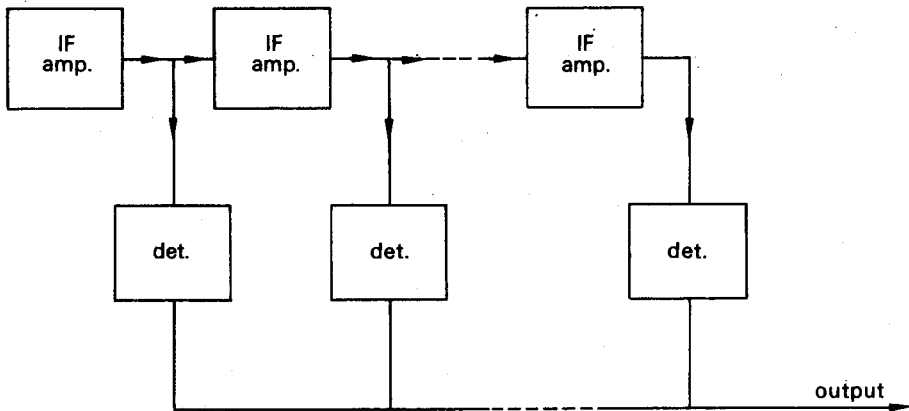 IF
amp.
IF
amp.
IF
amp.
det.
det.
det.
output